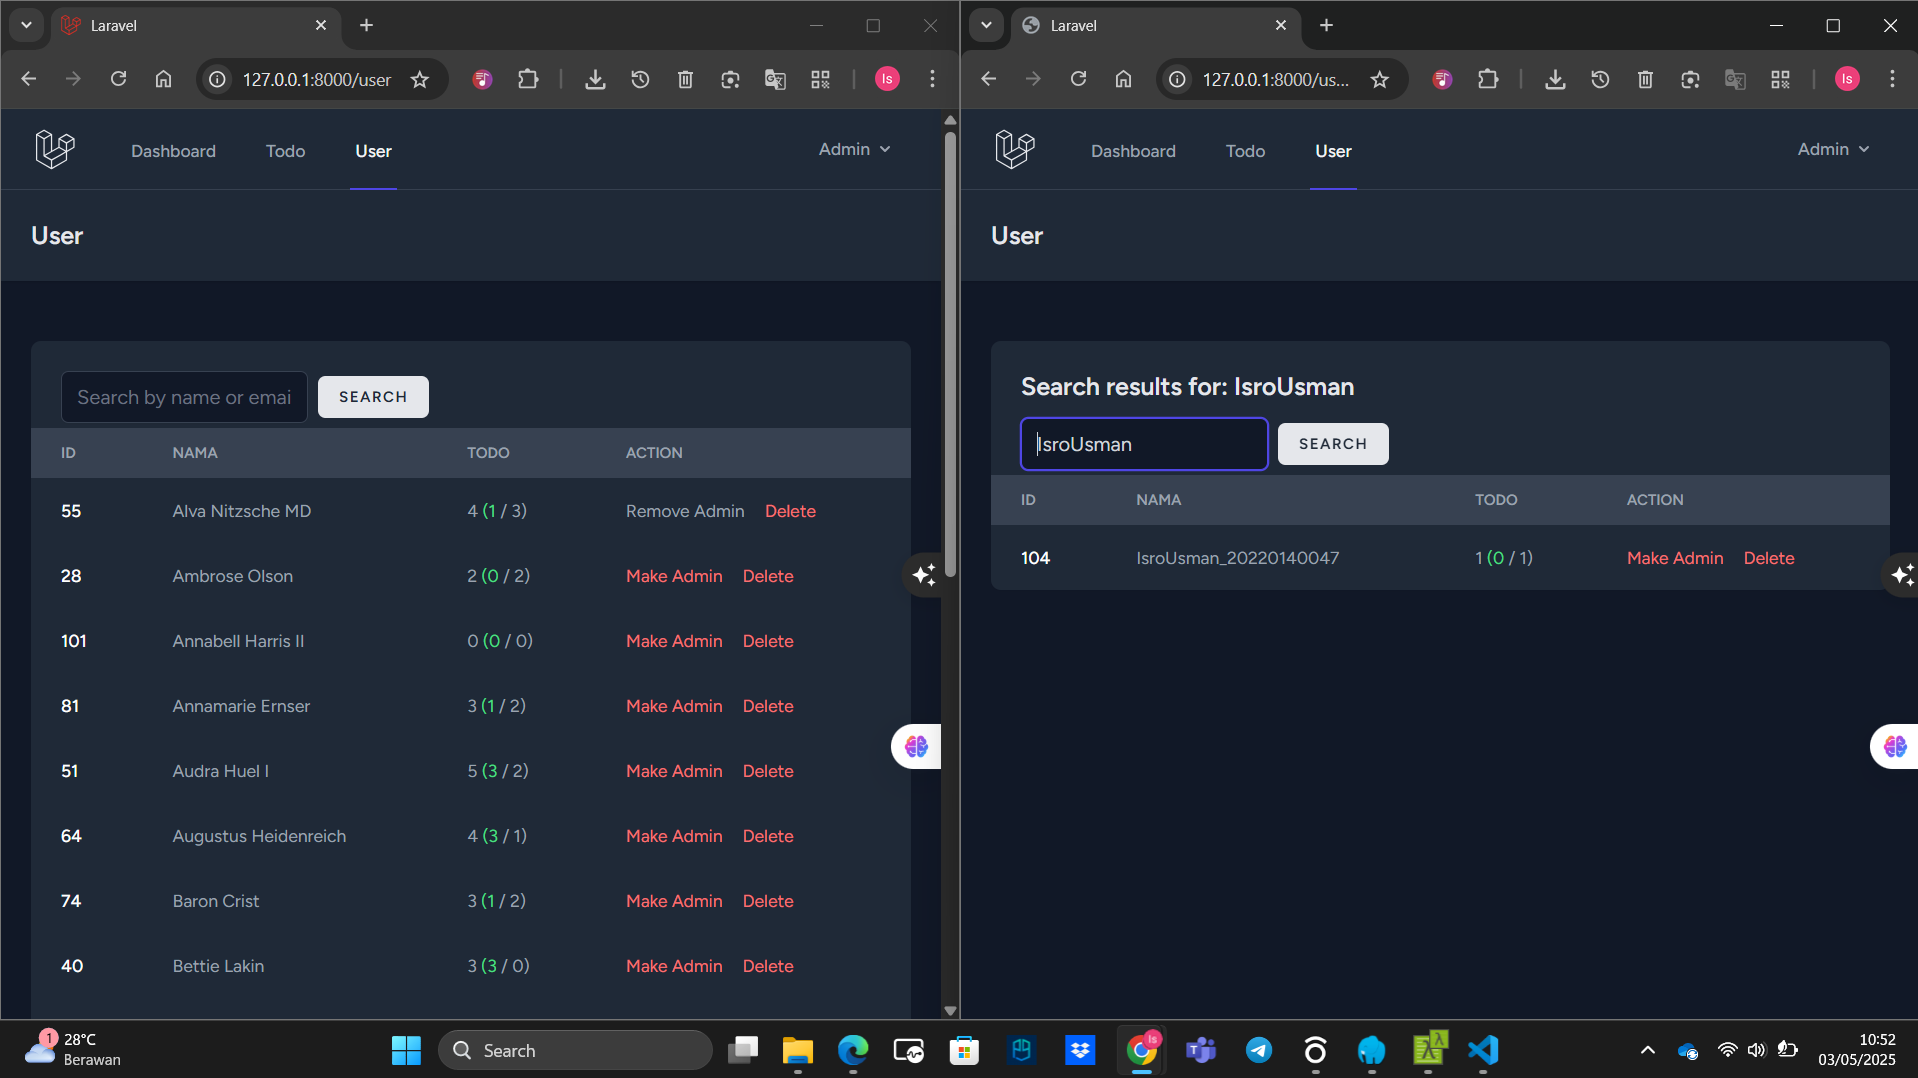 Laravel
127.0.0.1:8000/user
Is
Dashboard
Todo
User
Admin
User
Search by name or emai
SEARCH
ID NAMA TODO ACTION
55 Alva Nitzsche MD 4 (1 / 3) Remove Admin Delete
28 Ambrose Olson 2 (0 / 2) Make Admin Delete
101 Annabell Harris II 0 (0 / 0) Make Admin Delete
81 Annamarie Ernser 3 (1 / 2) Make Admin Delete
51 Audra Huel I 5 (3 / 2) Make Admin Delete
64 Augustus Heidenreich 4 (3 / 1) Make Admin Delete
74 Baron Crist 3 (1 / 2) Make Admin Delete
40 Bettie Lakin 3 (3 / 0) Make Admin Delete
Laravel
127.0.0.1:8000/us...
Is
Dashboard
Todo
User
Admin
User
Search results for: IsroUsman
IsroUsman
SEARCH
ID NAMA TODO ACTION
104 IsroUsman_20220140047 1 (0 / 1) Make Admin Delete
1
28°C
Berawan
Search
Is
10:52
03/05/2025